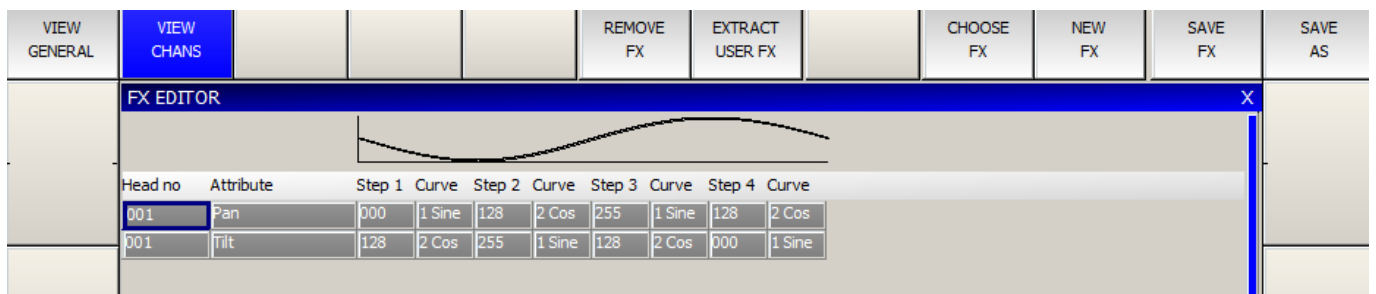 VIEW GENERAL
VIEW CHANS
REMOVE FX
EXTRACT USER FX
CHOOSE FX
NEW FX
SAVE FX
SAVE AS
FX EDITOR X
Head no Attribute Step 1 Curve Step 2 Curve Step 3 Curve Step 4 Curve
001 Pan 000 1 Sine 128 2 Cos 255 1 Sine 128 2 Cos
001 Tilt 128 2 Cos 255 1 Sine 128 2 Cos 000 1 Sine